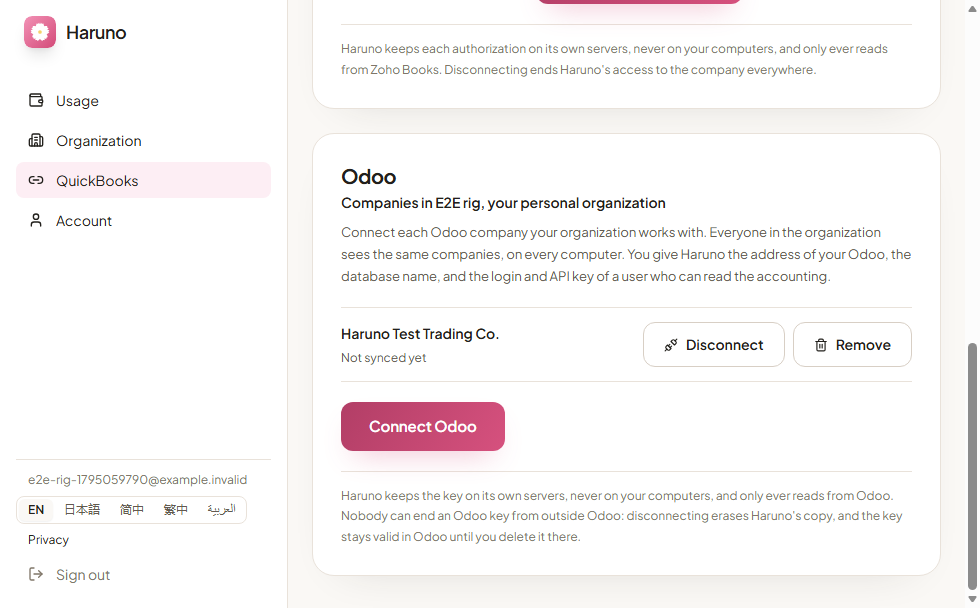 Haruno
Usage
Organization
QuickBooks
Account
e2e-rig-1795059790@example.invalid
EN 日本語 简中 繁中 العربية
Privacy
Sign out
Haruno keeps each authorization on its own servers, never on your computers, and only ever reads
from Zoho Books. Disconnecting ends Haruno's access to the company everywhere.
Odoo
Companies in E2E rig, your personal organization
Connect each Odoo company your organization works with. Everyone in the organization
sees the same companies, on every computer. You give Haruno the address of your Odoo, the
database name, and the login and API key of a user who can read the accounting.
Haruno Test Trading Co.
Not synced yet
Disconnect
Remove
Connect Odoo
Haruno keeps the key on its own servers, never on your computers, and only ever reads from Odoo.
Nobody can end an Odoo key from outside Odoo: disconnecting erases Haruno's copy, and the key
stays valid in Odoo until you delete it there.